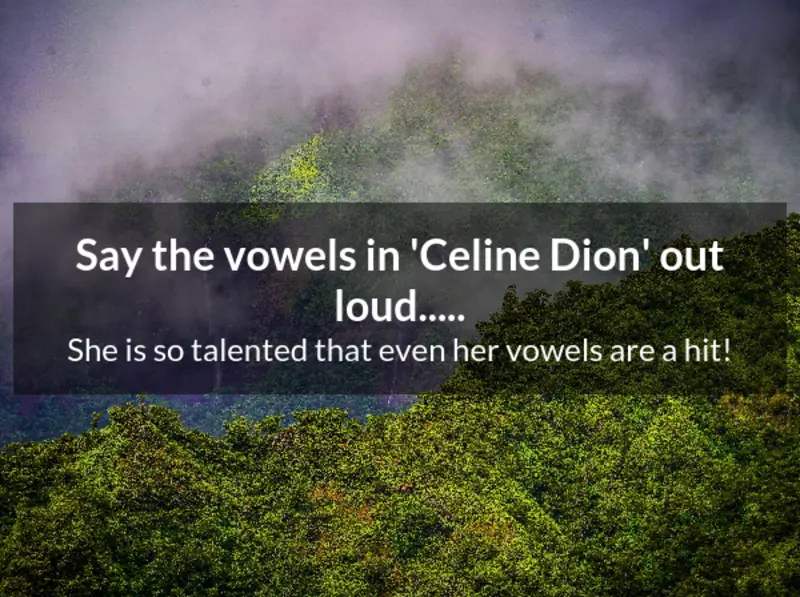 Say the vowels in 'Celine Dion' out
loud.....
She is so talented that even her vowels are a hit!